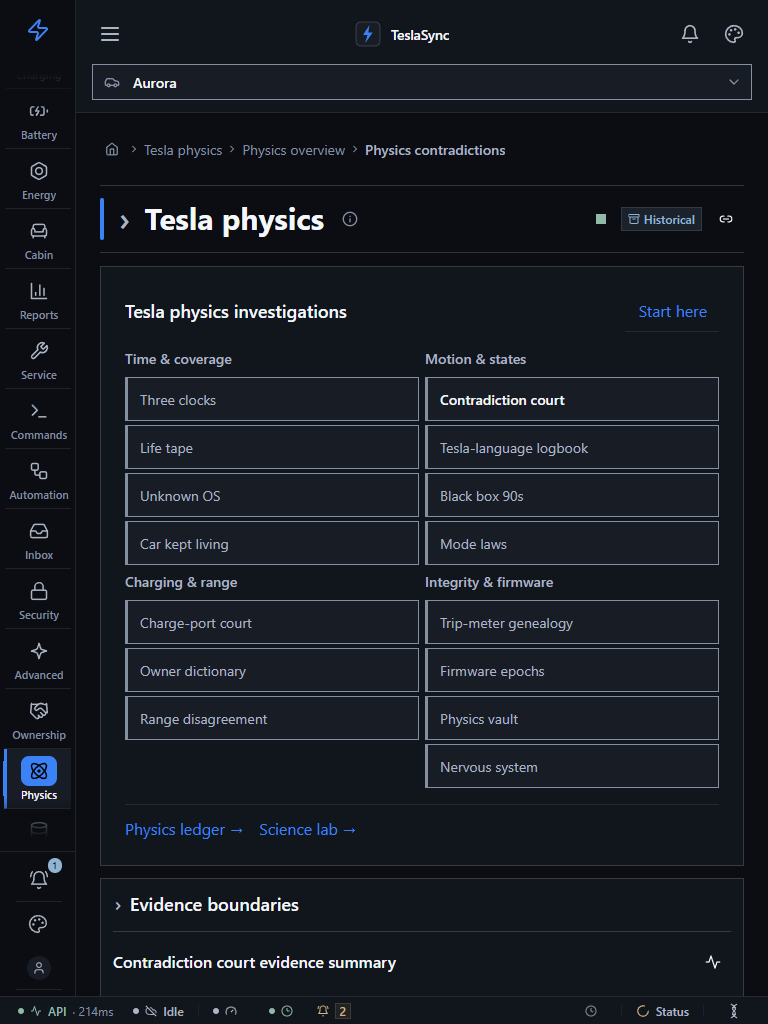 TeslaSync
Aurora
Charging
Battery
Energy
Cabin
Reports
Service
Commands
Automation
Inbox
Security
Advanced
Ownership
Physics
1
Tesla physics > Physics overview > Physics contradictions
Tesla physics
Historical
Tesla physics investigations
Start here
Time & coverage
Three clocks
Life tape
Unknown OS
Car kept living
Motion & states
Contradiction court
Tesla-language logbook
Black box 90s
Mode laws
Charging & range
Charge-port court
Owner dictionary
Range disagreement
Integrity & firmware
Trip-meter genealogy
Firmware epochs
Physics vault
Nervous system
Physics ledger →
Science lab →
Evidence boundaries
Contradiction court evidence summary
API · 214ms
Idle
2
Status